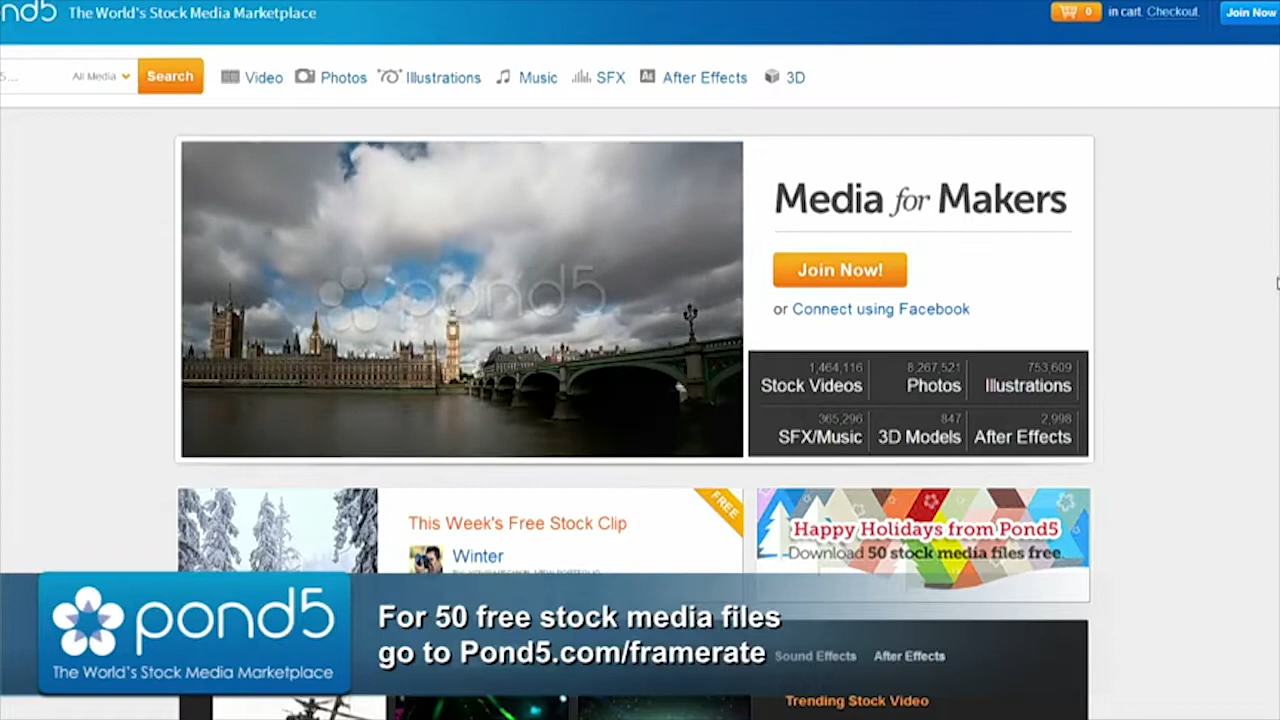 nd5 The World's Stock Media Marketplace
0 in cart. Checkout. Join Now
5... All Media Search Video Photos Illustrations Music SFX AE After Effects 3D
pond5
Media for Makers
Join Now!
or Connect using Facebook
1,464,116 8,267,521 753,609
Stock Videos Photos Illustrations
365,296 847 2,998
SFX/Music 3D Models After Effects
This Week's Free Stock Clip
FREE
Winter
Happy Holidays from Pond5
Download 50 stock media files free.
pond5
The World's Stock Media Marketplace
For 50 free stock media files
go to Pond5.com/framerate
Sound Effects After Effects
Trending Stock Video